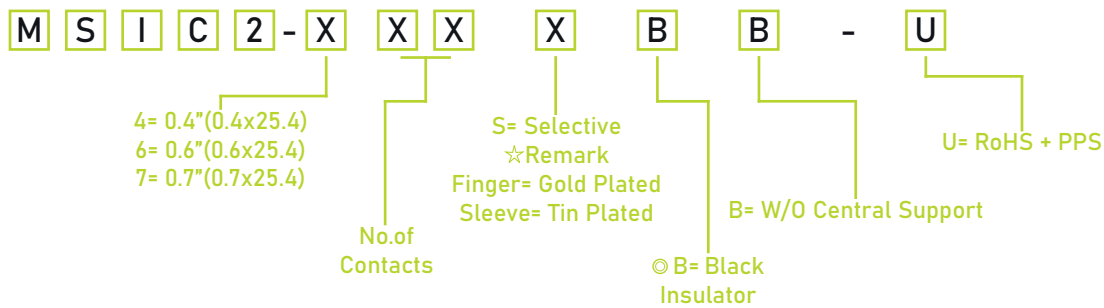 MSIC2-X XX X B B - U
4= 0.4"(0.4x25.4)
6= 0.6"(0.6x25.4)
7= 0.7"(0.7x25.4)
No.of
Contacts
S= Selective
☆Remark
Finger= Gold Plated
Sleeve= Tin Plated
◎ B= Black
Insulator
B= W/O Central Support
U= RoHS + PPS